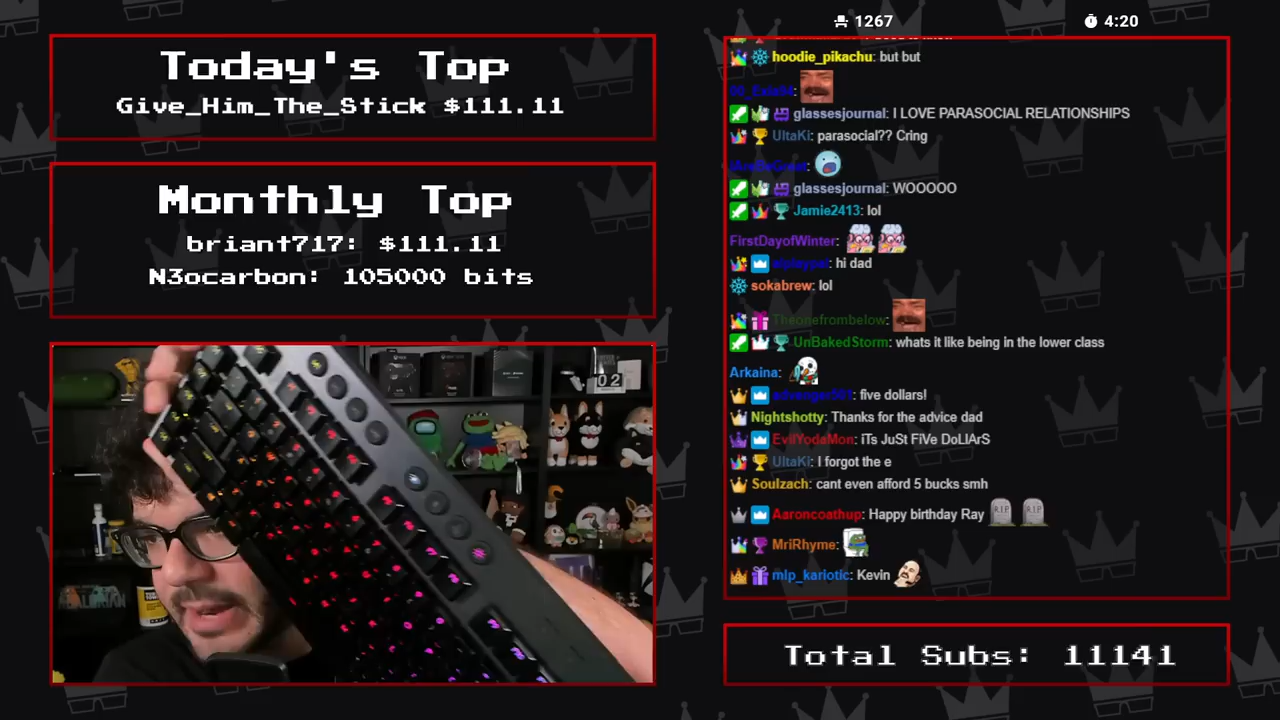 1267
4:20
Today's Top
Give_Him_The_Stick $111.11
Monthly Top
briant717: $111.11
N3ocarbon: 105000 bits
02
hoodie_pikachu: but but
glassesjournal: I LOVE PARASOCIAL RELATIONSHIPS
UltaKi: parasocial?? Cring
glassesjournal: WOOOOO
Jamie2413: lol
FirstDayofWinter:
hi dad
sokabrew: lol
Theonefrombelow:
UnBakedStorm: whats it like being in the lower class
Arkaina:
advenger501: five dollars!
Nightshotty: Thanks for the advice dad
EvilYodaMon: iTs JuSt FiVe DoLlArS
UltaKi: I forgot the e
Soulzach: cant even afford 5 bucks smh
Aaroncoathup: Happy birthday Ray
MriRhyme:
mlp_kariotic: Kevin
Total Subs: 11141